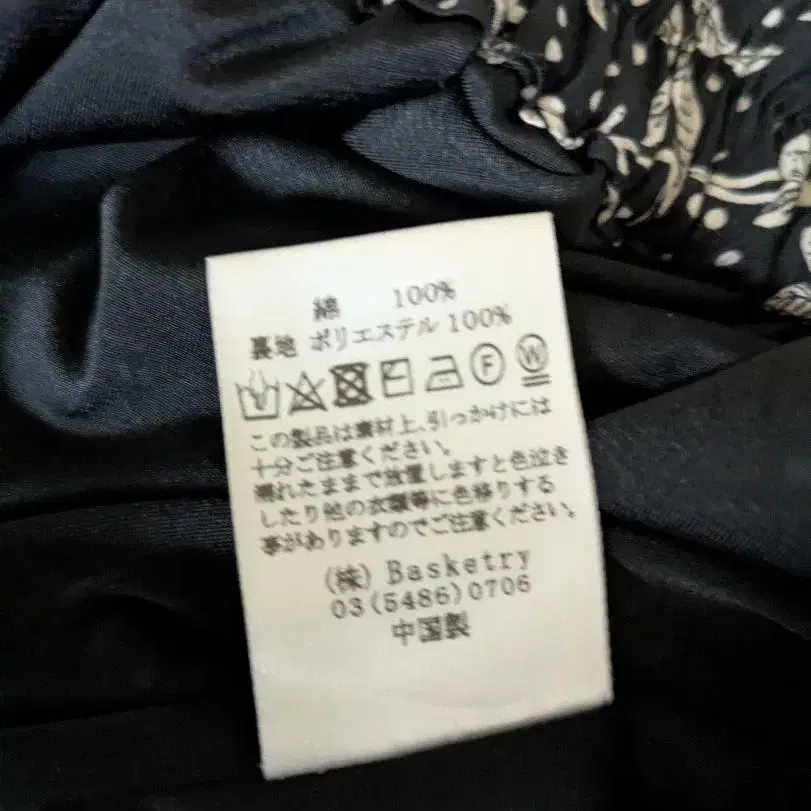 綿 100%
裏地 ポリエステル 100%
F W
この製品は素材上、引っかけには
十分ご注意ください。
濡れたままで放置しますと色泣き
したり他の衣類等に色移りする
事がありますのでご注意ください。
(株) Basketry
03(5486)0706
中国製